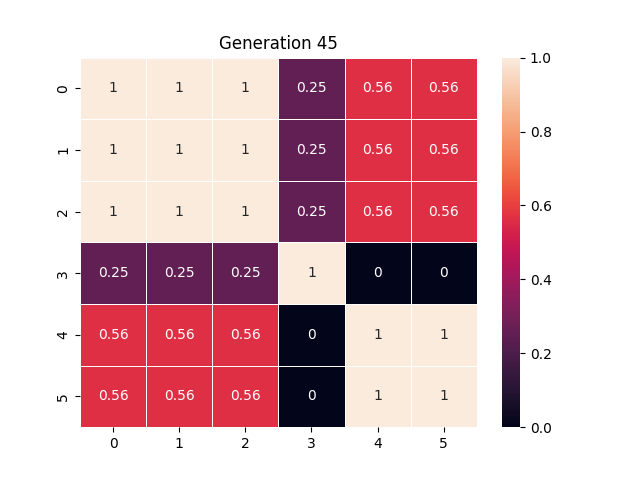 Generation 45
0 1 1 1 0.25 0.56 0.56
1 1 1 1 0.25 0.56 0.56
2 1 1 1 0.25 0.56 0.56
3 0.25 0.25 0.25 1 0 0
4 0.56 0.56 0.56 0 1 1
5 0.56 0.56 0.56 0 1 1
0 1 2 3 4 5
1.0
0.8
0.6
0.4
0.2
0.0